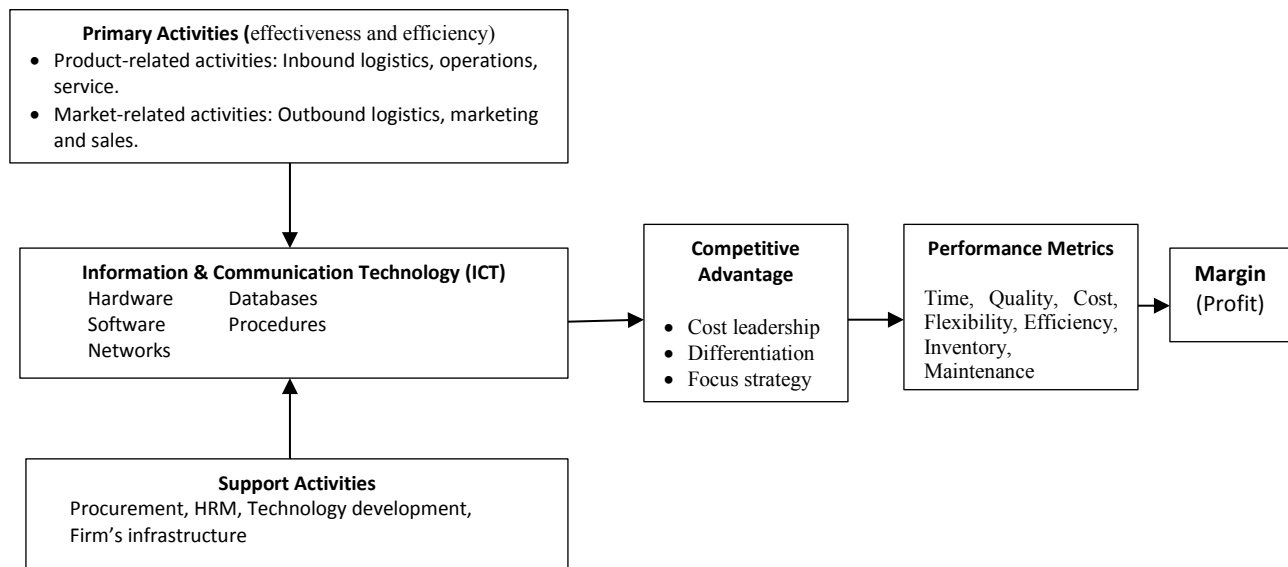 Primary Activities (effectiveness and efficiency)
• Product-related activities: Inbound logistics, operations,
service.
• Market-related activities: Outbound logistics, marketing
and sales.
Information & Communication Technology (ICT)
Hardware Databases
Software Procedures
Networks
Support Activities
Procurement, HRM, Technology development,
Firm’s infrastructure
Competitive
Advantage
• Cost leadership
• Differentiation
• Focus strategy
Performance Metrics
Time, Quality, Cost,
Flexibility, Efficiency,
Inventory,
Maintenance
Margin
(Profit)